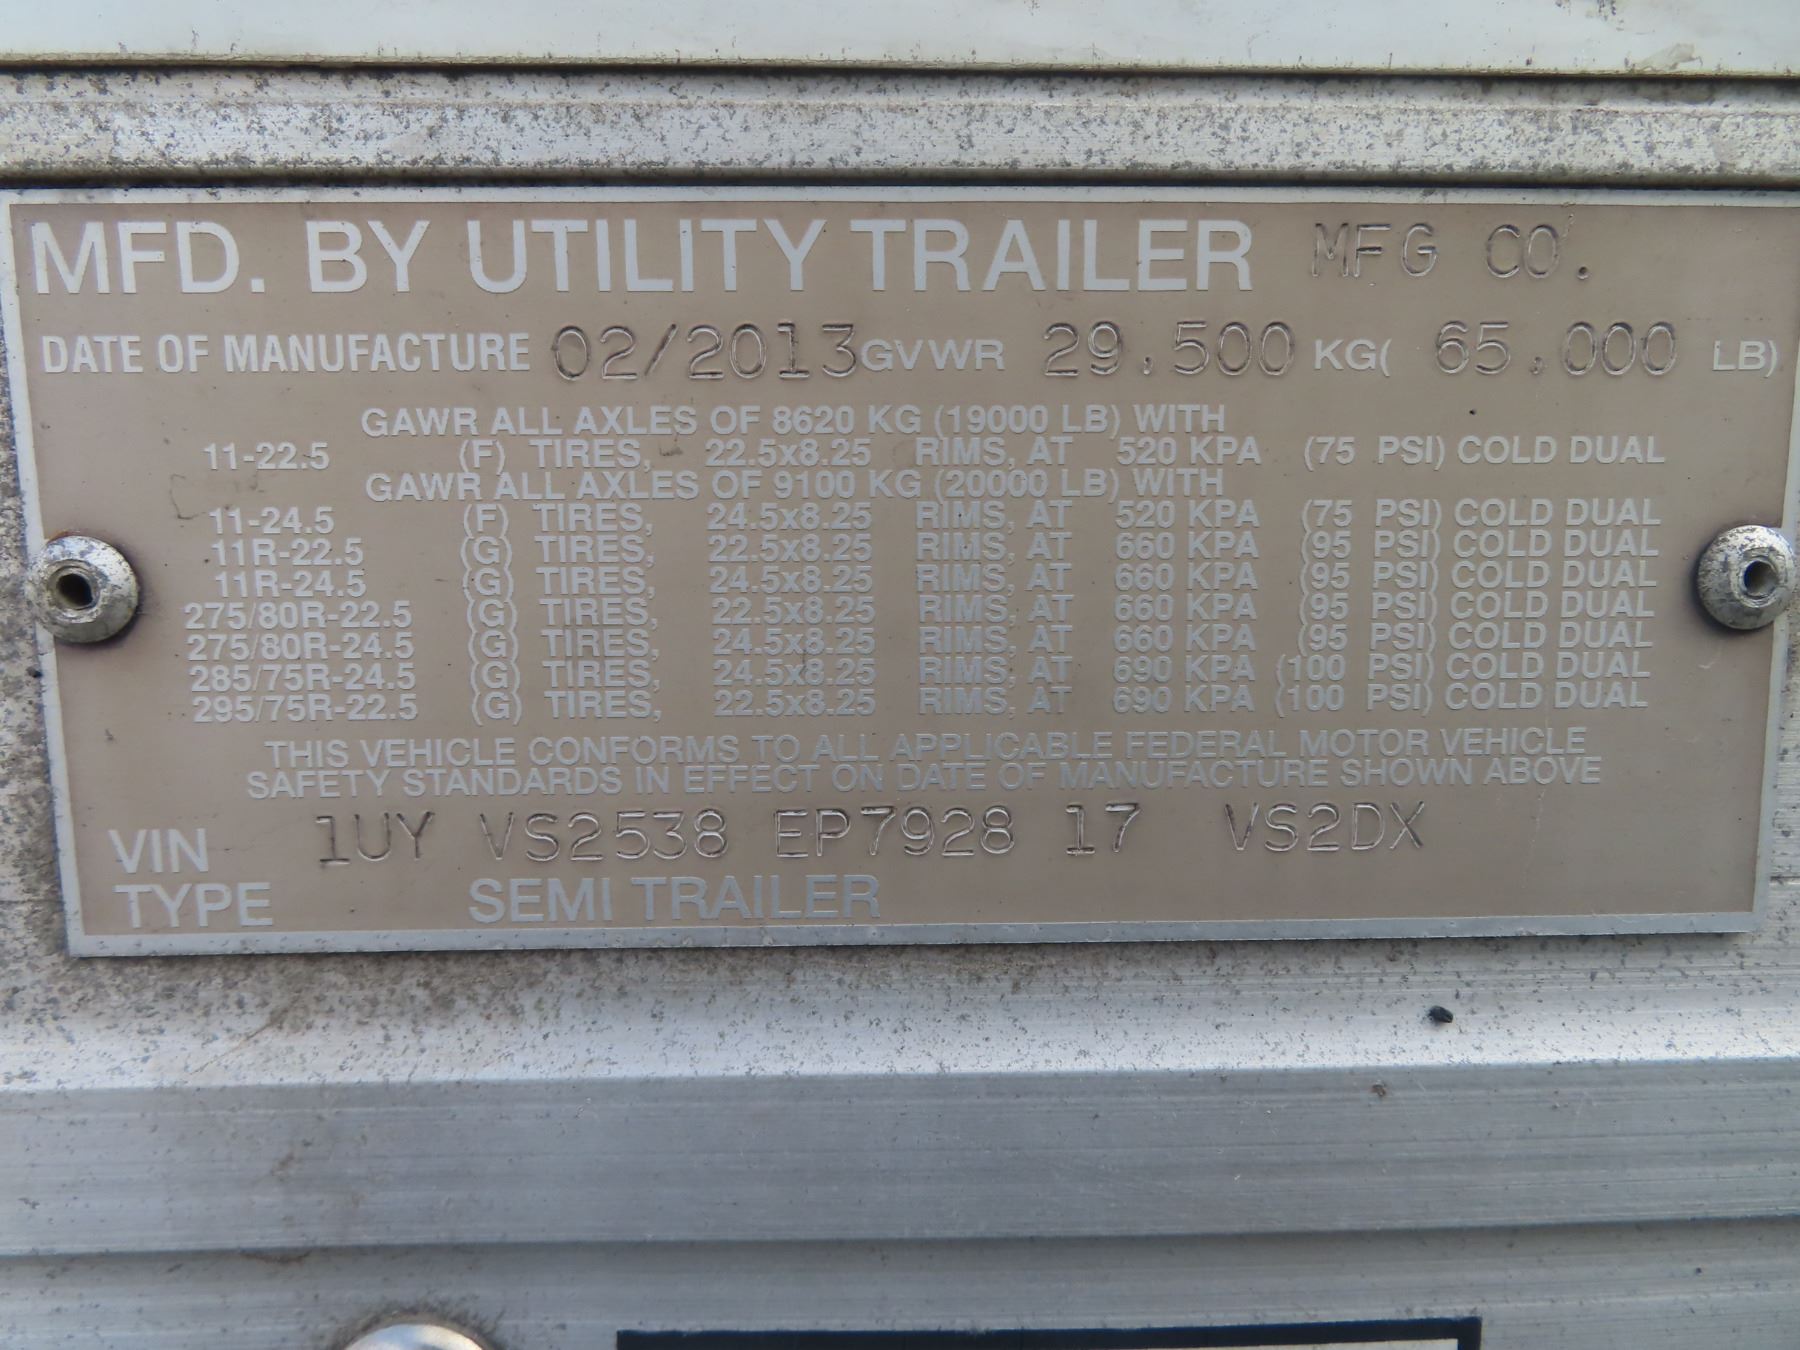 MFD. BY UTILITY TRAILER MFG CO.
DATE OF MANUFACTURE 02/2013 GVWR 29,500 KG( 65,000 LB)
GAWR ALL AXLES OF 8620 KG (19000 LB) WITH
11-22.5 (F) TIRES, 22.5x8.25 RIMS, AT 520 KPA (75 PSI) COLD DUAL
GAWR ALL AXLES OF 9100 KG (20000 LB) WITH
11-24.5 (F) TIRES, 24.5x8.25 RIMS, AT 520 KPA (75 PSI) COLD DUAL
11R-22.5 (G) TIRES, 22.5x8.25 RIMS, AT 660 KPA (95 PSI) COLD DUAL
11R-24.5 (G) TIRES, 24.5x8.25 RIMS, AT 660 KPA (95 PSI) COLD DUAL
275/80R-22.5 (G) TIRES, 22.5x8.25 RIMS, AT 660 KPA (95 PSI) COLD DUAL
275/80R-24.5 (G) TIRES, 24.5x8.25 RIMS, AT 660 KPA (95 PSI) COLD DUAL
285/75R-24.5 (G) TIRES, 24.5x8.25 RIMS, AT 690 KPA (100 PSI) COLD DUAL
295/75R-22.5 (G) TIRES, 22.5x8.25 RIMS, AT 690 KPA (100 PSI) COLD DUAL
THIS VEHICLE CONFORMS TO ALL APPLICABLE FEDERAL MOTOR VEHICLE
SAFETY STANDARDS IN EFFECT ON DATE OF MANUFACTURE SHOWN ABOVE
VIN 1UY VS2538 EP7928 17 VS2DX
TYPE SEMI TRAILER